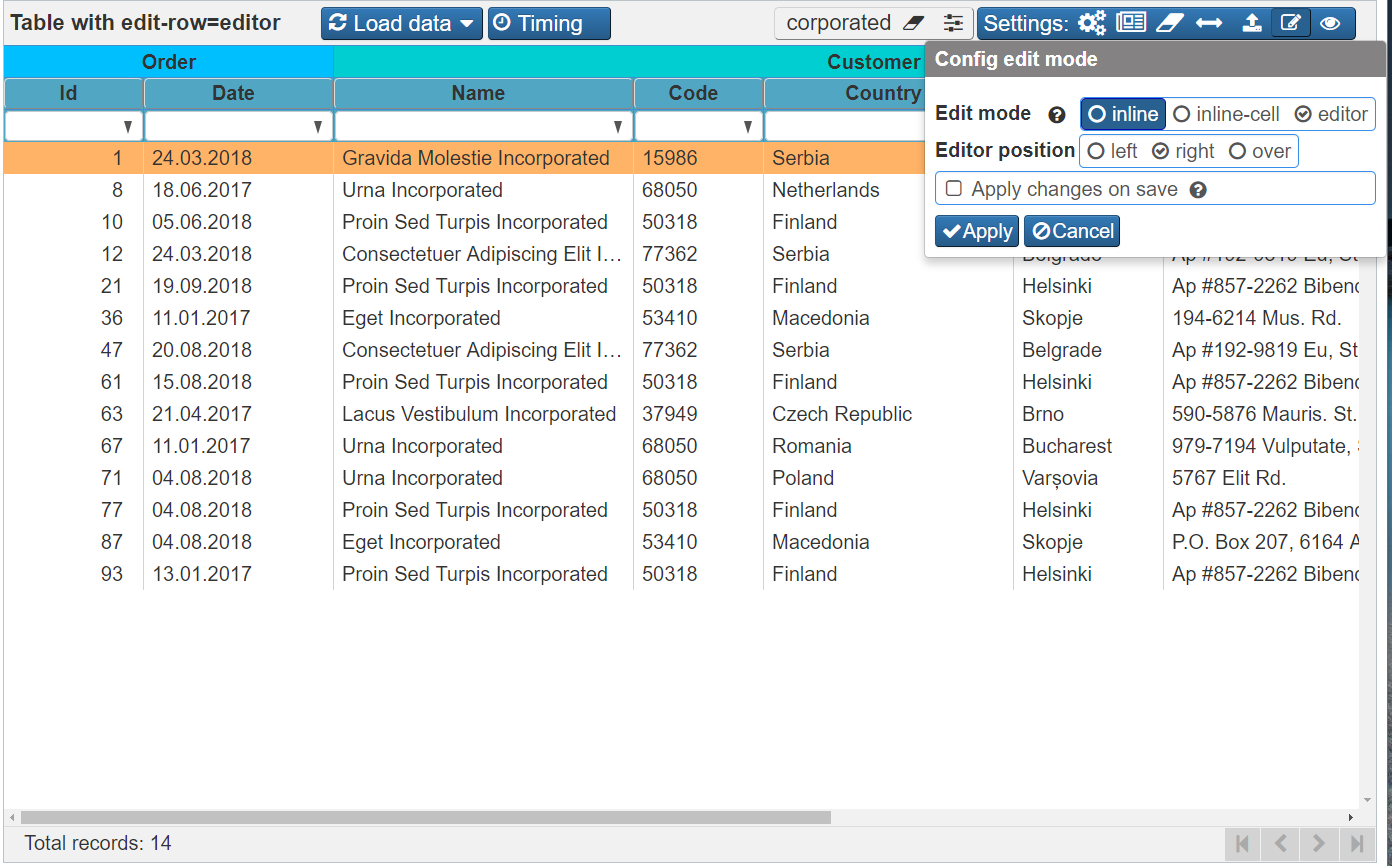 Table with edit-row=editor Load data Timing corporated Settings:
Config edit mode
Order Customer
Id Date Name Code Country
Edit mode inline inline-cell editor
Editor position left right over
Apply changes on save
Apply Cancel
1 24.03.2018 Gravida Molestie Incorporated 15986 Serbia
8 18.06.2017 Urna Incorporated 68050 Netherlands
10 05.06.2018 Proin Sed Turpis Incorporated 50318 Finland
12 24.03.2018 Consectetuer Adipiscing Elit I… 77362 Serbia Belgrade Ap #192-9819 Eu, St
21 19.09.2018 Proin Sed Turpis Incorporated 50318 Finland Helsinki Ap #857-2262 Bibend
36 11.01.2017 Eget Incorporated 53410 Macedonia Skopje 194-6214 Mus. Rd.
47 20.08.2018 Consectetuer Adipiscing Elit I… 77362 Serbia Belgrade Ap #192-9819 Eu, St
61 15.08.2018 Proin Sed Turpis Incorporated 50318 Finland Helsinki Ap #857-2262 Bibend
63 21.04.2017 Lacus Vestibulum Incorporated 37949 Czech Republic Brno 590-5876 Mauris. St.
67 11.01.2017 Urna Incorporated 68050 Romania Bucharest 979-7194 Vulputate,
71 04.08.2018 Urna Incorporated 68050 Poland Varșovia 5767 Elit Rd.
77 04.08.2018 Proin Sed Turpis Incorporated 50318 Finland Helsinki Ap #857-2262 Bibend
87 04.08.2018 Eget Incorporated 53410 Macedonia Skopje P.O. Box 207, 6164 A
93 13.01.2017 Proin Sed Turpis Incorporated 50318 Finland Helsinki Ap #857-2262 Bibend
Total records: 14